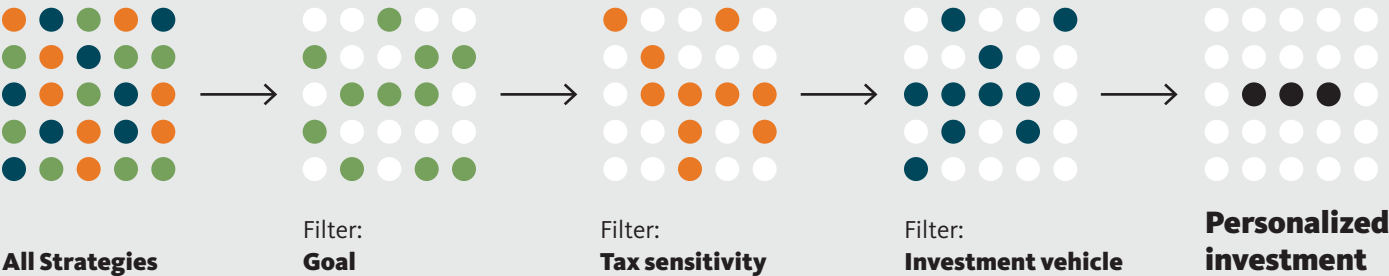 All Strategies
Filter:
Goal
Filter:
Tax sensitivity
Filter:
Investment vehicle
Personalized
investment